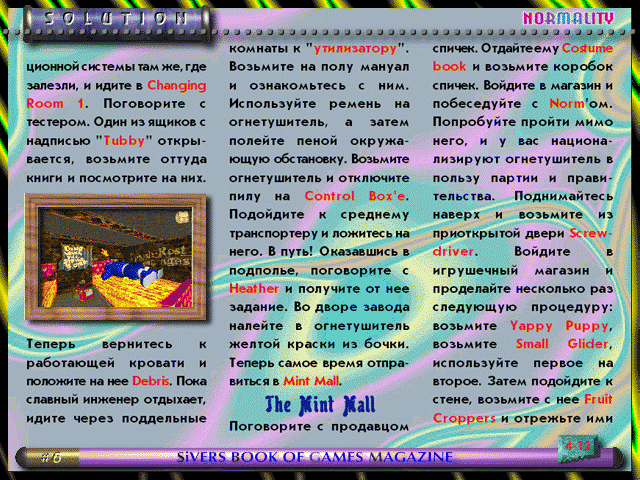 SOLUTION
NORMALITY
ционной системы там же, где
залезли, и идите в Changing
Room 1. Поговорите с
тестером. Один из ящиков с
надписью "Tubby" откры-
вается, возьмите оттуда
книги и посмотрите на них.
Теперь вернитесь к
работающей кровати и
положите на нее Debris. Пока
славный инженер отдыхает,
идите через поддельные
комнаты к "утилизатору".
Возьмите на полу мануал
и ознакомьтесь с ним.
Используйте ремень на
огнетушитель, а затем
полейте пеной окружа-
ющую обстановку. Возьмите
огнетушитель и отключите
пилу на Control Box'е.
Подойдите к среднему
транспортеру и ложитесь на
него. В путь! Оказавшись в
подполье, поговорите с
Heather и получите от нее
задание. Во дворе завода
налейте в огнетушитель
желтой краски из бочки.
Теперь самое время отпра-
виться в Mint Mall.
The Mint Mall
Поговорите с продавцом
спичек. Отдайте ему Costume
book и возьмите коробок
спичек. Войдите в магазин и
побеседуйте с Norm'ом.
Попробуйте пройти мимо
него, и у вас национа-
лизируют огнетушитель в
пользу партии и прави-
тельства. Поднимайтесь
наверх и возьмите из
приоткрытой двери Screw-
driver. Войдите в
игрушечный магазин и
проделайте несколько раз
следующую процедуру:
возьмите Yappy Puppy,
возьмите Small Glider,
используйте первое на
второе. Затем подойдите к
стене, возьмите с нее Fruit
Croppers и отрежьте ими
#6
SiVERS BOOK OF GAMES MAGAZINE
4-12